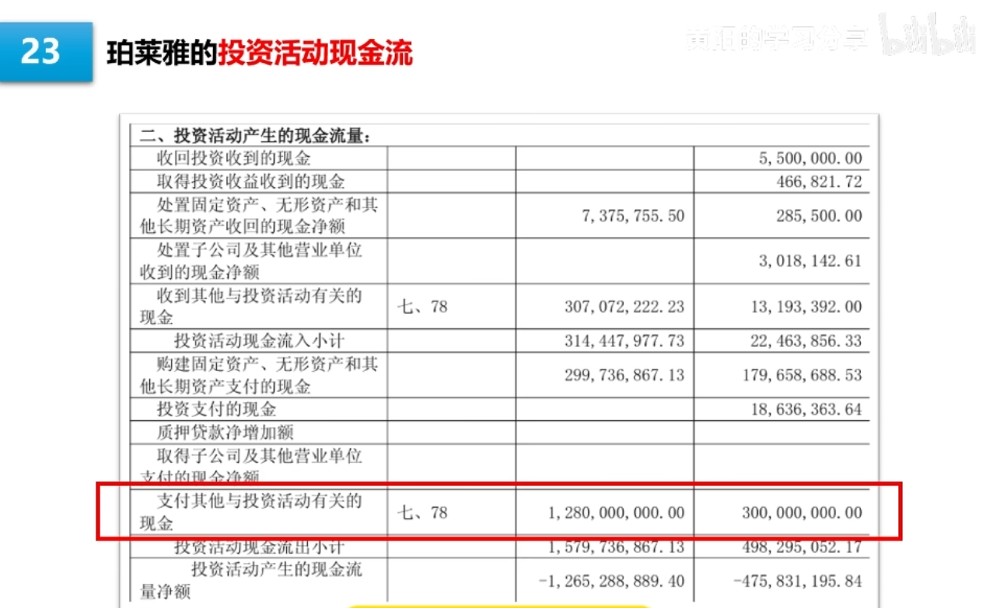 23
珀莱雅的投资活动现金流
黄阳的学习分享 bilibili
二、投资活动产生的现金流量：
收回投资收到的现金 5,500,000.00
取得投资收益收到的现金 466,821.72
处置固定资产、无形资产和其
他长期资产收回的现金净额 7,375,755.50 285,500.00
处置子公司及其他营业单位
收到的现金净额 3,018,142.61
收到其他与投资活动有关的
现金 七、78 307,072,222.23 13,193,392.00
投资活动现金流入小计 314,447,977.73 22,463,856.33
购建固定资产、无形资产和其
他长期资产支付的现金 299,736,867.13 179,658,688.53
投资支付的现金 18,636,363.64
质押贷款净增加额
取得子公司及其他营业单位
支付的现金净额
支付其他与投资活动有关的
现金 七、78 1,280,000,000.00 300,000,000.00
投资活动现金流出小计 1,579,736,867.13 498,295,052.17
投资活动产生的现金流
量净额 -1,265,288,889.40 -475,831,195.84